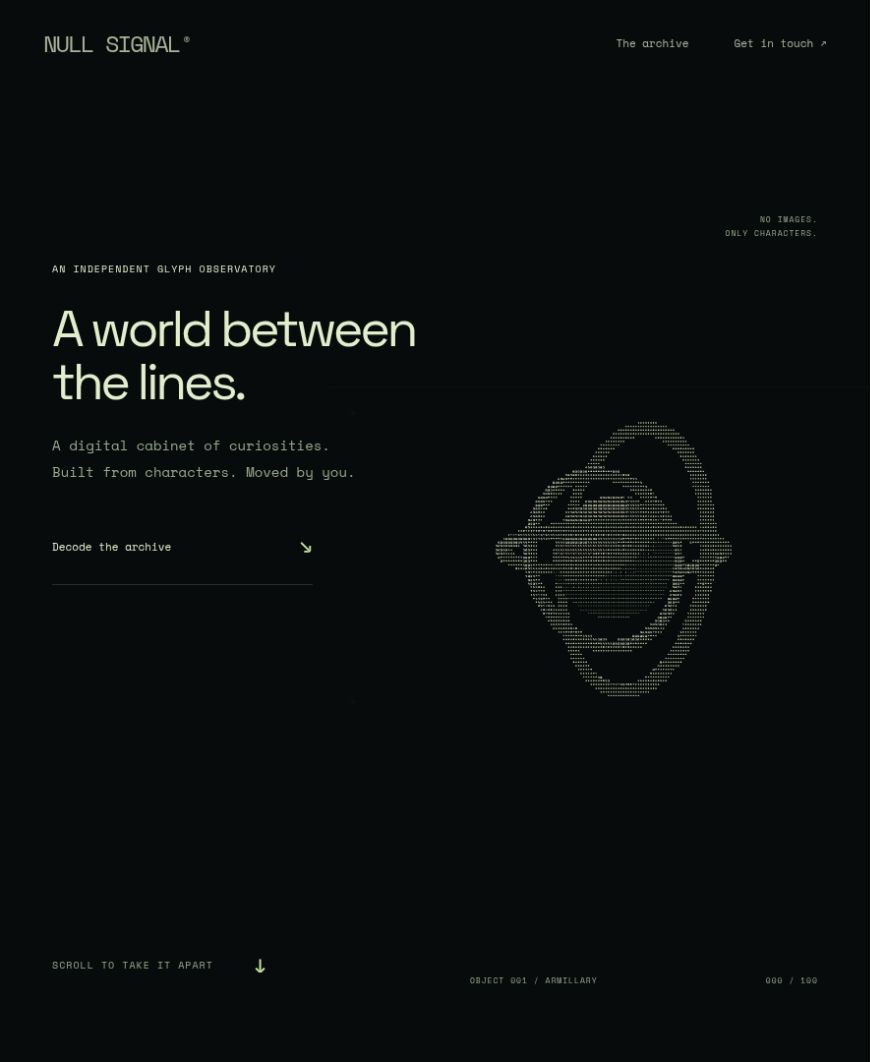 NULL SIGNAL®
The archive
Get in touch ↗
NO IMAGES.
ONLY CHARACTERS.
AN INDEPENDENT GLYPH OBSERVATORY
A world between
the lines.
A digital cabinet of curiosities.
Built from characters. Moved by you.
Decode the archive ↘
SCROLL TO TAKE IT APART ↓
OBJECT 001 / ARMILLARY
000 / 100